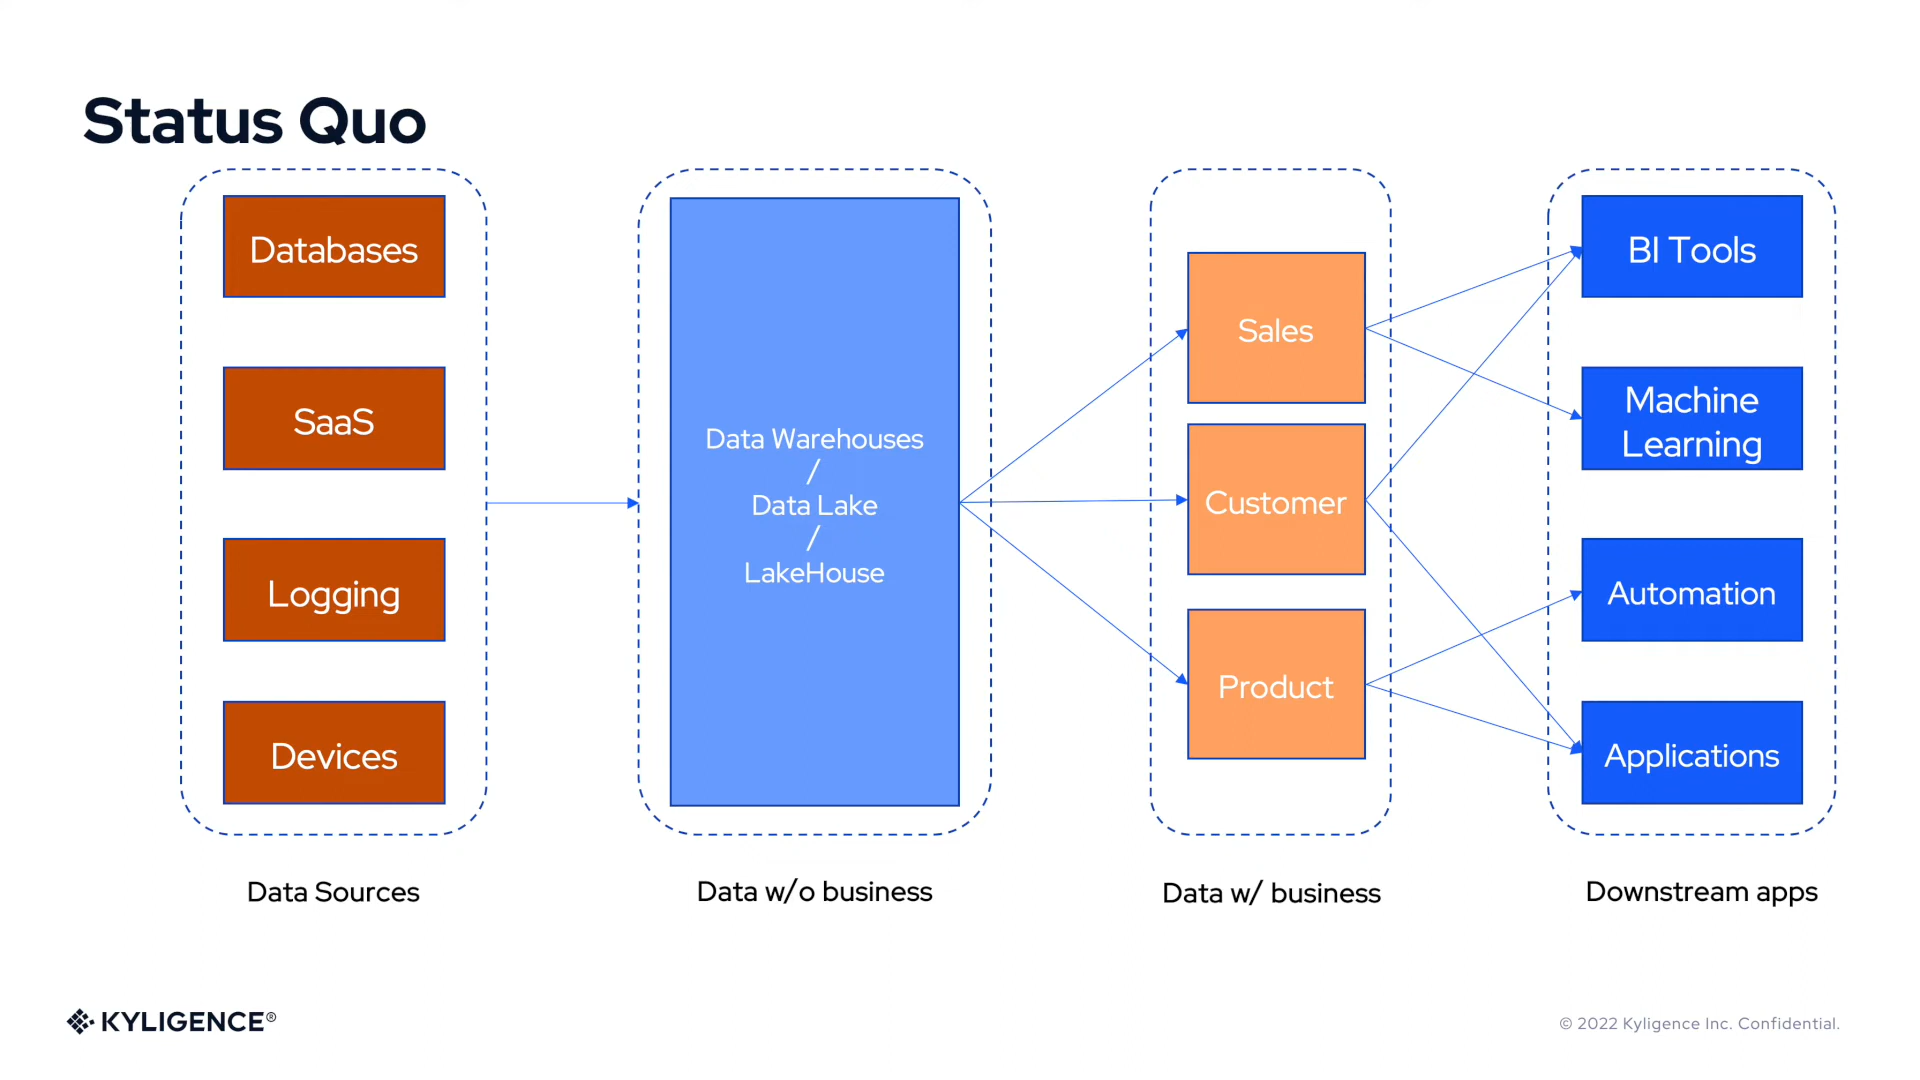 Status Quo
Databases
SaaS
Logging
Devices
Data Sources
Data Warehouses
/
Data Lake
/
LakeHouse
Data w/o business
Sales
Customer
Product
Data w/ business
BI Tools
Machine
Learning
Automation
Applications
Downstream apps
KYLIGENCE®
© 2022 Kyligence Inc. Confidential.